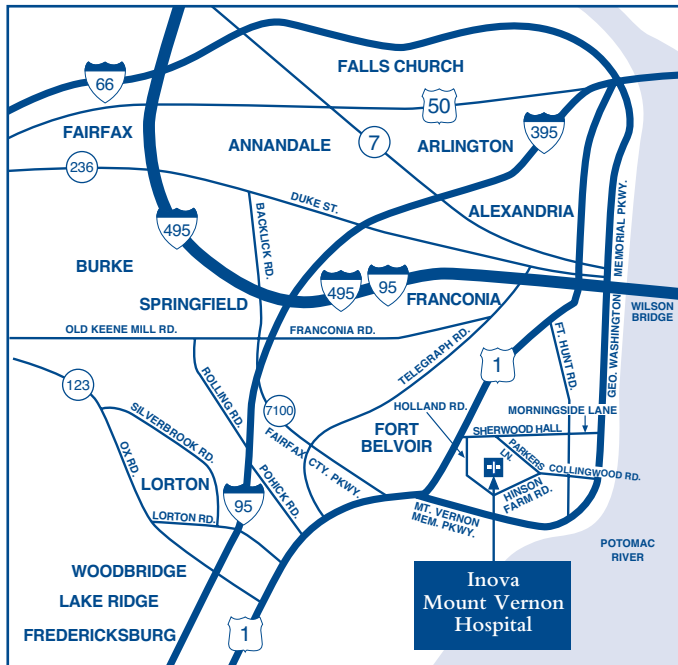 FALLS CHURCH
66
50
FAIRFAX
ANNANDALE
7
ARLINGTON
395
236
DUKE ST.
BACKLICK RD.
ALEXANDRIA
MEMORIAL PKWY.
495
BURKE
SPRINGFIELD
495
95
FRANCONIA
WILSON
BRIDGE
GEO. WASHINGTON
OLD KEENE MILL RD.
FRANCONIA RD.
TELEGRAPH RD.
1
FT. HUNT RD.
123
ROLLING RD.
7100
HOLLAND RD.
MORNINGSIDE LANE
SILVERBROOK RD.
FORT
BELVOIR
SHERWOOD HALL
PARKERS
LN.
OX RD.
FAIRFAX CTY. PKWY.
COLLINGWOOD RD.
LORTON
POHICK RD.
HINSON
FARM RD.
95
LORTON RD.
MT. VERNON
MEM. PKWY.
POTOMAC
RIVER
WOODBRIDGE
LAKE RIDGE
FREDERICKSBURG
1
Inova
Mount Vernon
Hospital